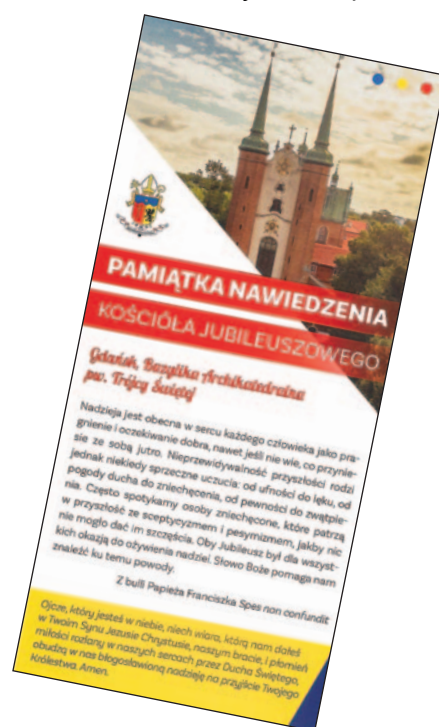 PAMIĄTKA NAWIEDZENIA
KOŚCIÓŁA JUBILEUSZOWEGO
Gdańsk, Bazylika Archikatedralna
pw. Trójcy Świętej
Nadzieja jest obecna w sercu każdego człowieka jako pra-
gnienie i oczekiwanie dobra, nawet jeśli nie wie, co przynie-
sie ze sobą jutro. Nieprzewidywalność przyszłości rodzi
jednak niekiedy sprzeczne uczucia: od ufności do lęku, od
pogody ducha do zniechęcenia, od pewności do zwątpie-
nia. Często spotykamy osoby zniechęcone, które patrzą
w przyszłość ze sceptycyzmem i pesymizmem, jakby nic
nie mogło dać im szczęścia. Oby Jubileusz był dla wszyst-
kich okazją do ożywienia nadziei. Słowo Boże pomaga nam
znaleźć ku temu powody.
Z bulli Papieża Franciszka Spes non confundit
Ojcze, który jesteś w niebie, niech wiara, którą nam dałeś
w Twoim Synu Jezusie Chrystusie, naszym bracie, i płomień
miłości rozlany w naszych sercach przez Ducha Świętego,
obudzą w nas błogosławioną nadzieję na przyjście Twojego
Królestwa. Amen.